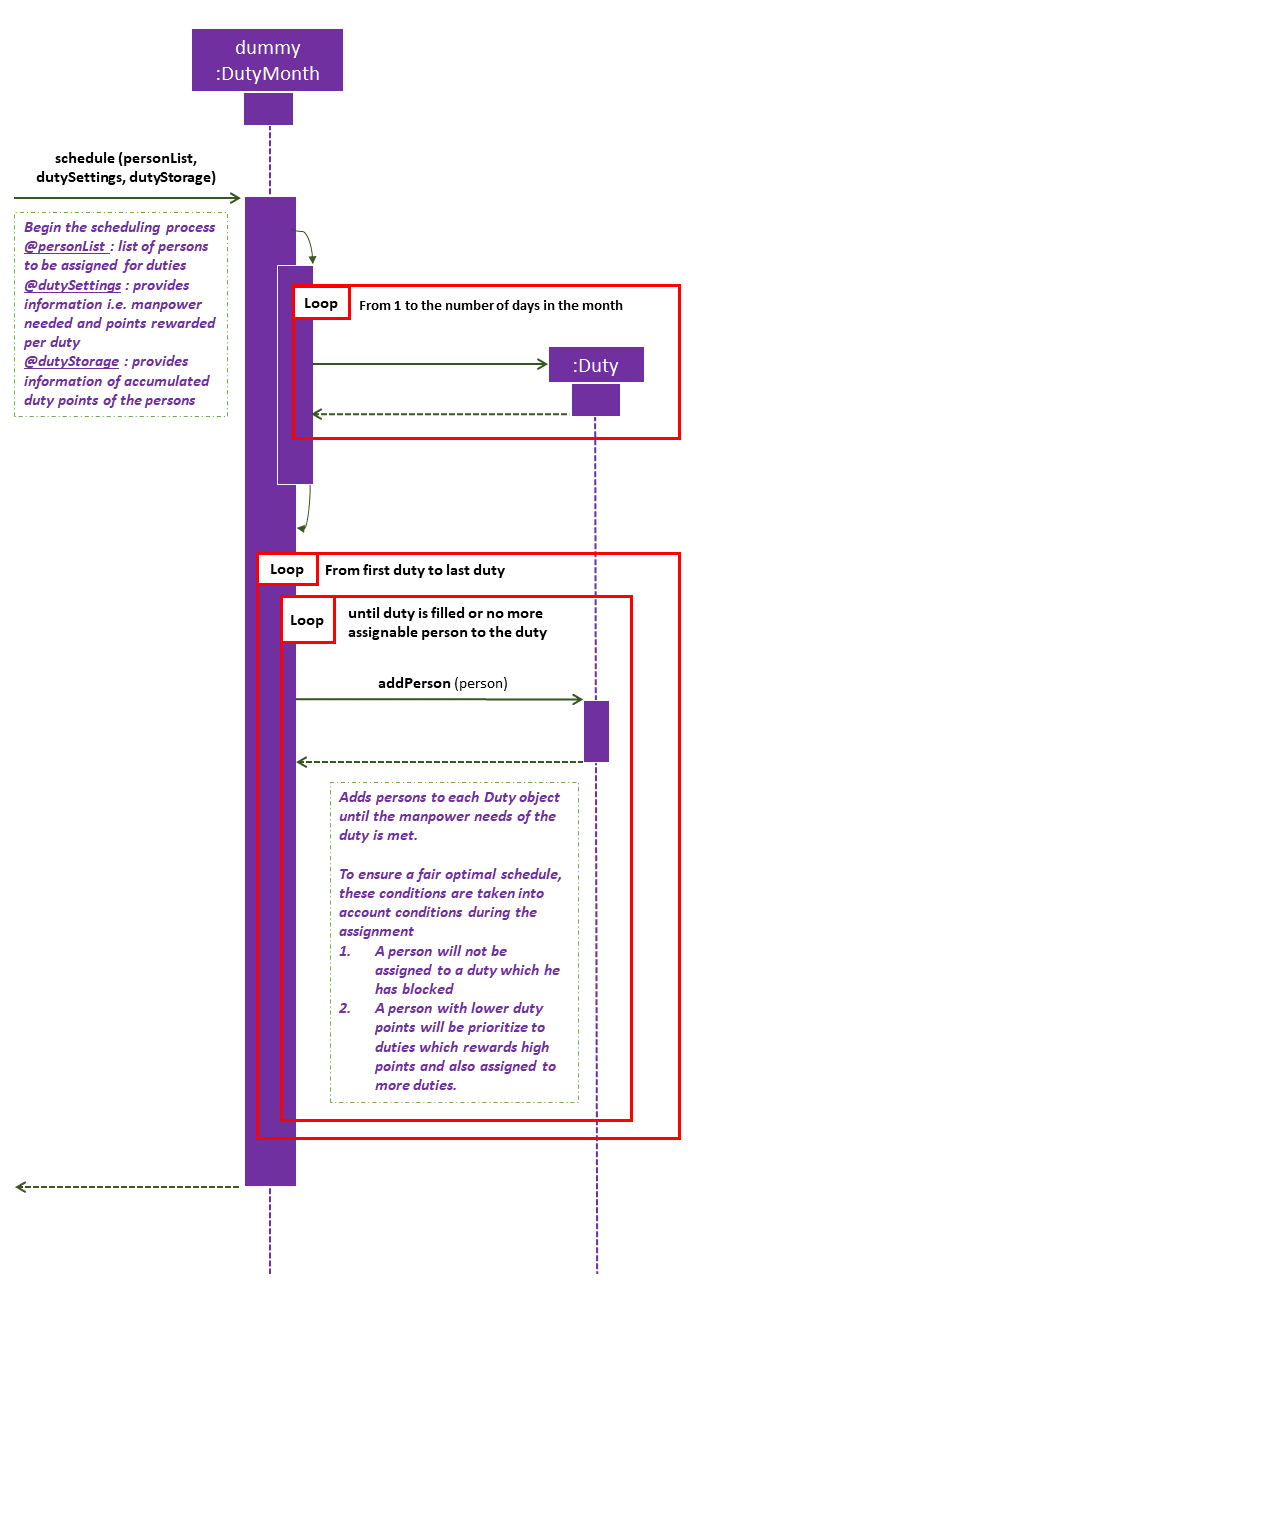 dummy
:DutyMonth
schedule (personList,
dutySettings, dutyStorage)
Begin the scheduling process
@personList : list of persons
to be assigned for duties
@dutySettings : provides
information i.e. manpower
needed and points rewarded
per duty
@dutyStorage : provides
information of accumulated
duty points of the persons
Loop From 1 to the number of days in the month
:Duty
Loop From first duty to last duty
Loop
until duty is filled or no more
assignable person to the duty
addPerson (person)
Adds persons to each Duty object
until the manpower needs of the
duty is met.
To ensure a fair optimal schedule,
these conditions are taken into
account conditions during the
assignment
1. A person will not be
assigned to a duty which he
has blocked
2. A person with lower duty
points will be prioritize to
duties which rewards high
points and also assigned to
more duties.